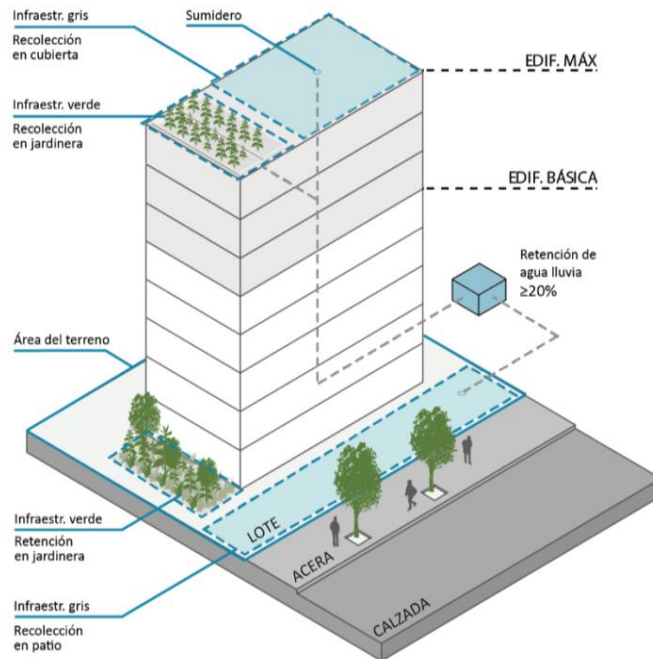 Infraestr. gris
Recolección
en cubierta
Sumidero
EDIF. MÁX
Infraestr. verde
Recolección
en jardinera
EDIF. BÁSICA
Retención de
agua lluvia
≥20%
Área del terreno
Infraestr. verde
Retención
en jardinera
LOTE
ACERA
CALZADA
Infraestr. gris
Recolección
en patio